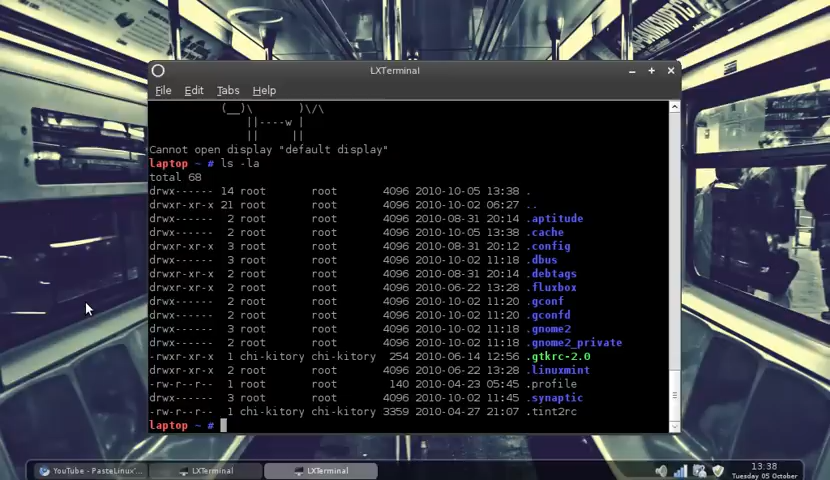 LXTerminal
File Edit Tabs Help
(__)\ )\/\
||----w |
|| ||
Cannot open display "default display"
laptop ~ # ls -la
total 68
drwx------ 14 root root 4096 2010-10-05 13:38 .
drwxr-xr-x 21 root root 4096 2010-10-02 06:27 ..
drwx------ 2 root root 4096 2010-08-31 20:14 .aptitude
drwx------ 2 root root 4096 2010-10-05 13:38 .cache
drwxr-xr-x 3 root root 4096 2010-08-31 20:12 .config
drwx------ 3 root root 4096 2010-10-02 11:18 .dbus
drwxr-xr-x 2 root root 4096 2010-08-31 20:14 .debtags
drwxr-xr-x 2 root root 4096 2010-06-22 13:28 .fluxbox
drwx------ 2 root root 4096 2010-10-02 11:20 .gconf
drwx------ 2 root root 4096 2010-10-02 11:20 .gconfd
drwx------ 3 root root 4096 2010-10-02 11:18 .gnome2
drwx------ 2 root root 4096 2010-10-02 11:18 .gnome2_private
-rwxr-xr-x 1 chi-kitory chi-kitory 254 2010-06-14 12:56 .gtkrc-2.0
drwxr-xr-x 2 root root 4096 2010-06-22 13:28 .linuxmint
-rw-r--r-- 1 root root 140 2010-04-23 05:45 .profile
drwx------ 3 root root 4096 2010-10-02 11:45 .synaptic
-rw-r--r-- 1 chi-kitory chi-kitory 3359 2010-04-27 21:07 .tint2rc
laptop ~ #
YouTube - PasteLinux'... LXTerminal LXTerminal 13:38
Tuesday 05 October